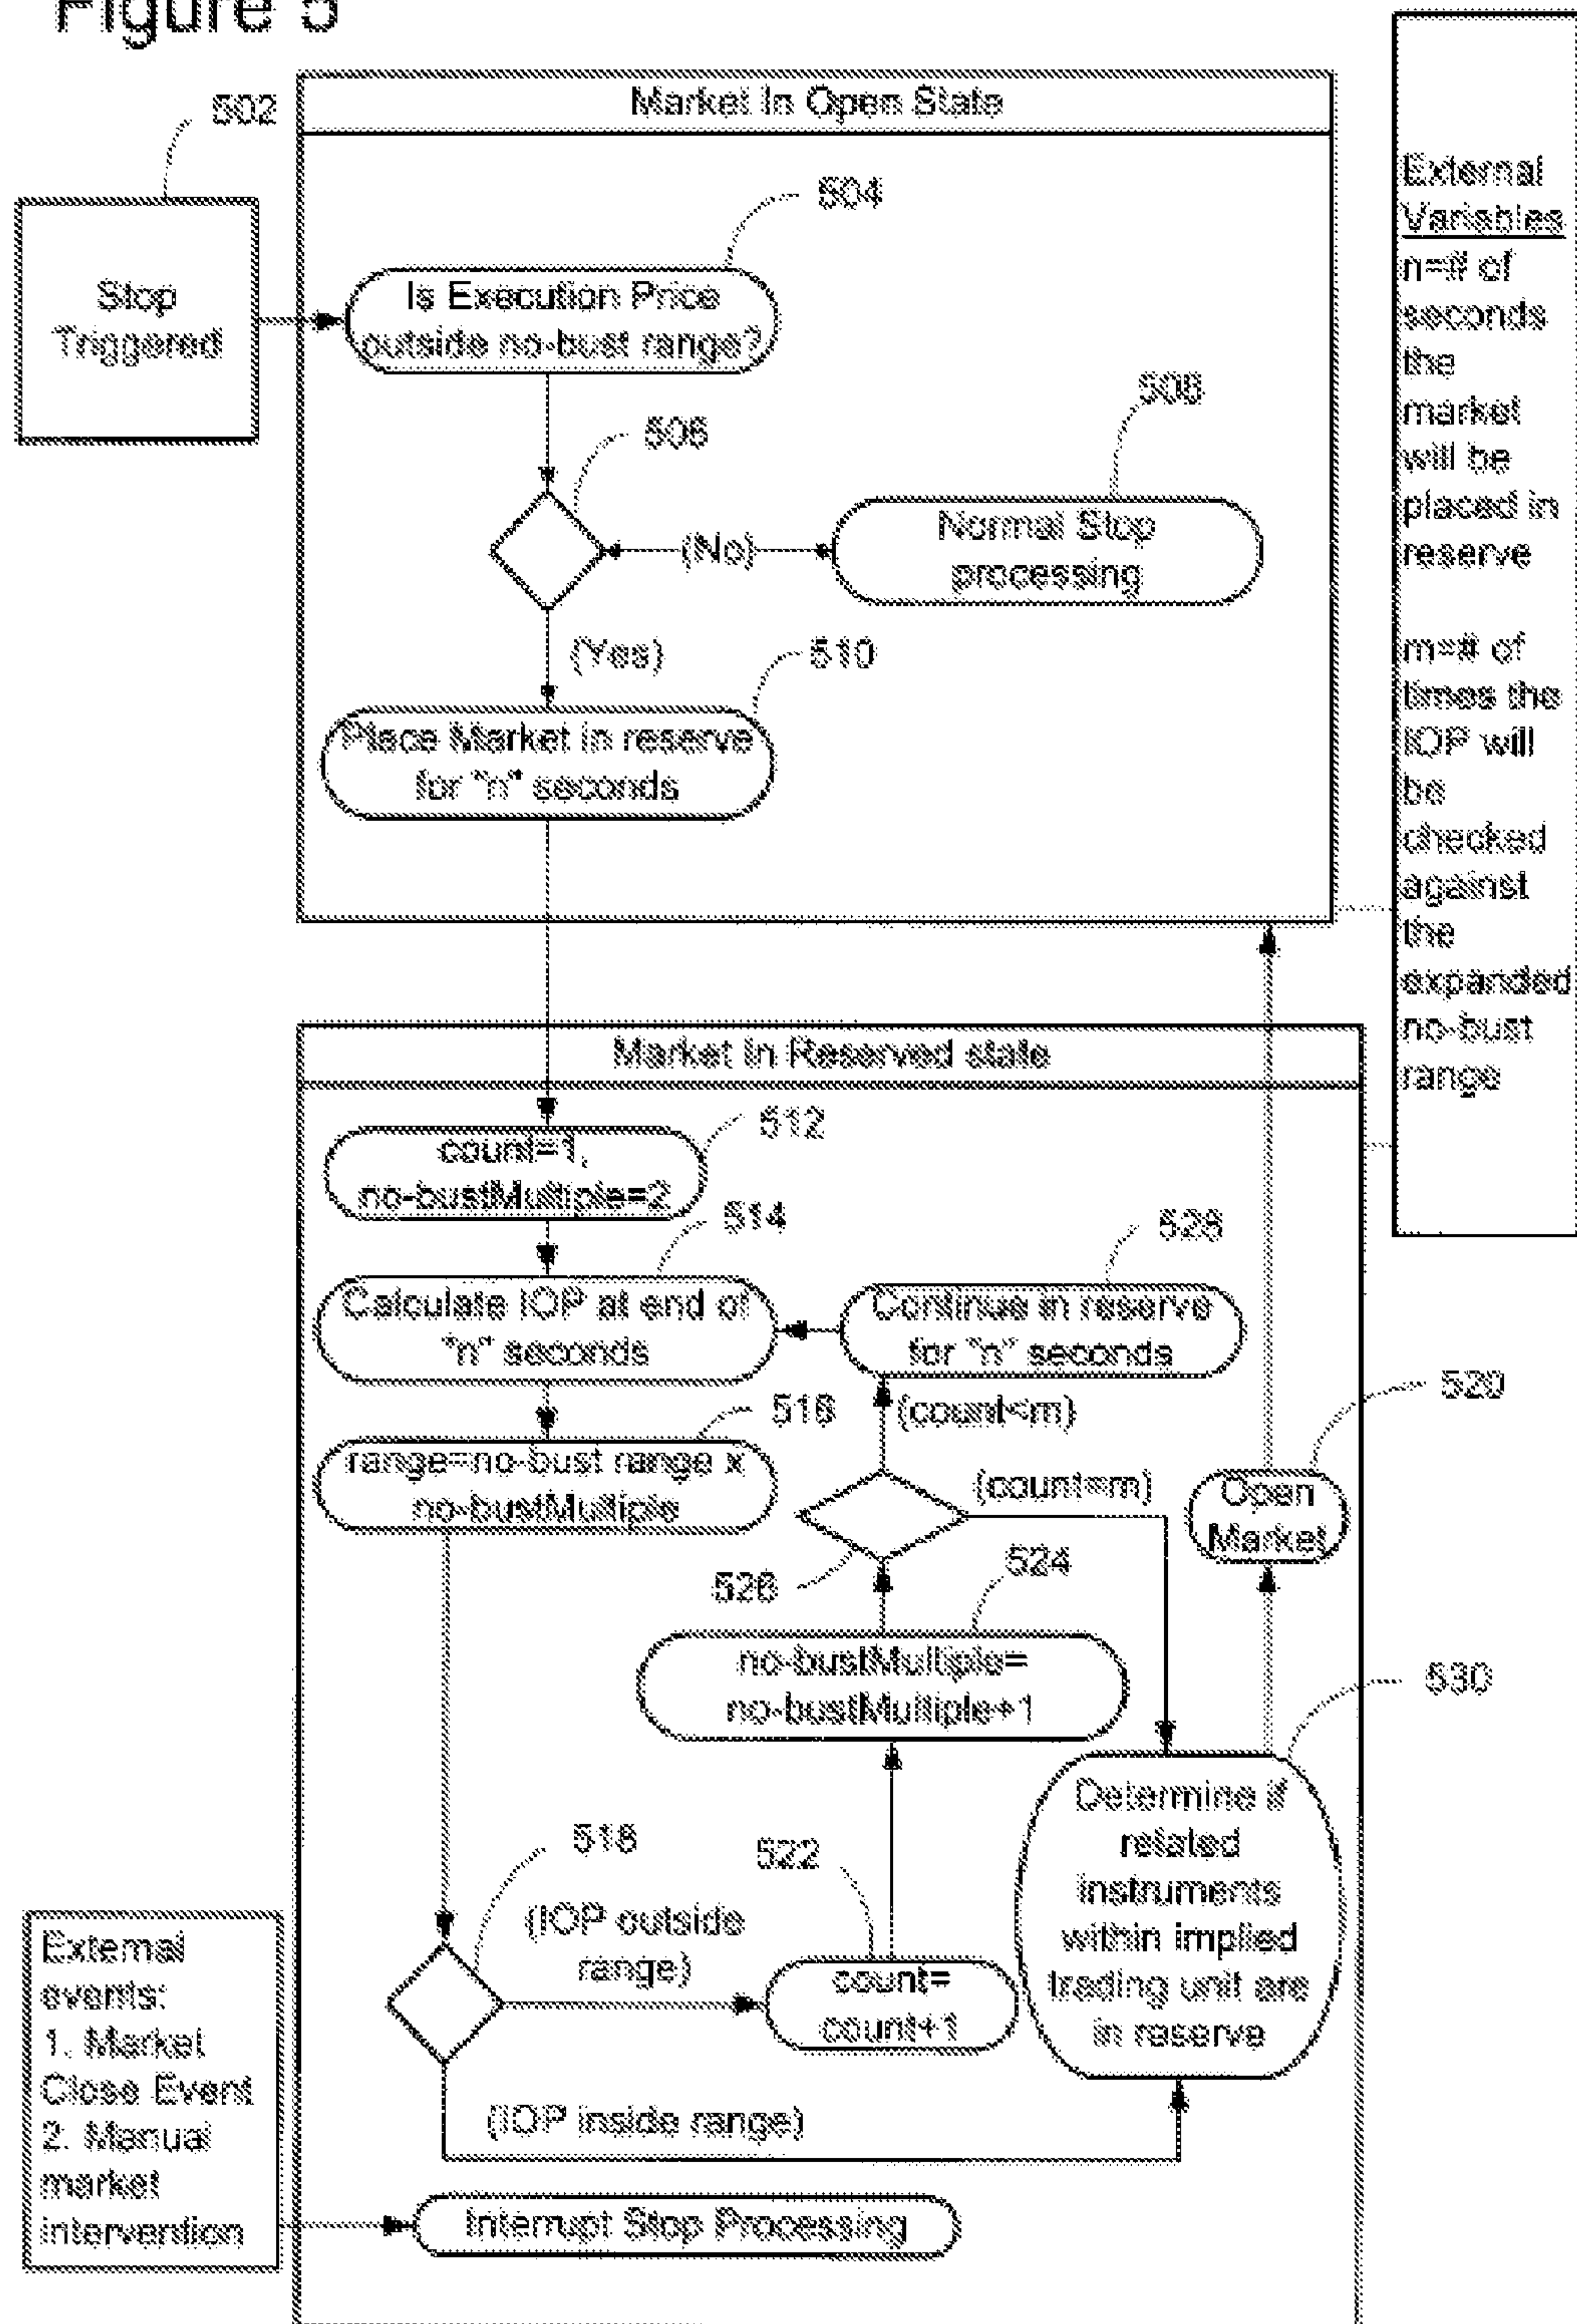 Figure 5
Market In Open State
502
504
Stop
Triggered
Is Execution Price
outside no-bust range?
506
508
(No)
Normal Stop
processing
(Yes)
510
Place Market in reserve
for "n" seconds
External
Variables
n=# of
seconds
the
market
will be
placed in
reserve
m=# of
times the
IOP will
be
checked
against
the
expanded
no-bust
range
Market In Reserved state
512
count=1,
no-bustMultiple=2
514
Calculate IOP at end of
"n" seconds
528
Continue in reserve
for "n" seconds
516
range=no-bust range x
no-bustMultiple
(count<m)
(count=m)
520
Open
Market
526
524
no-bustMultiple=
no-bustMultiple+1
530
Determine if
related
instruments
within implied
trading unit are
in reserve
518
522
(IOP outside
range)
count=
count+1
(IOP inside range)
External
events:
1. Market
Close Event
2. Manual
market
intervention
Interrupt Stop Processing